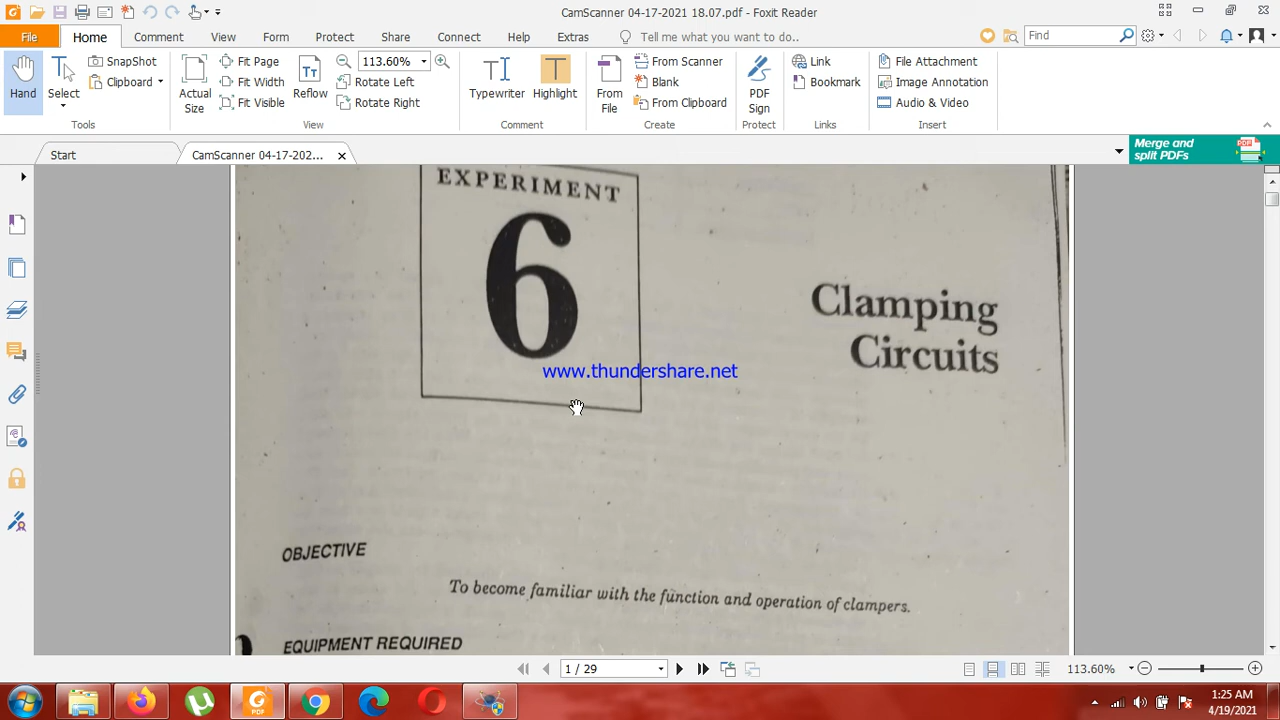 CamScanner 04-17-2021 18.07.pdf - Foxit Reader
File Home Comment View Form Protect Share Connect Help Extras Tell me what you want to do.. Find
Hand
Select
SnapShot
Clipboard
Tools
Actual Size
Fit Page
Fit Width
Fit Visible
Reflow
113.60%
Rotate Left
Rotate Right
View
Typewriter
Highlight
Comment
From File
From Scanner
Blank
From Clipboard
Create
PDF Sign
Protect
Link
Bookmark
Links
File Attachment
Image Annotation
Audio & Video
Insert
Start
CamScanner 04-17-202...
Merge and
split PDFs
PDF
EXPERIMENT
6
Clamping
Circuits
www.thundershare.net
OBJECTIVE
To become familiar with the function and operation of clampers.
EQUIPMENT REQUIRED
1 / 29
113.60%
PDF
1:25 AM
4/19/2021